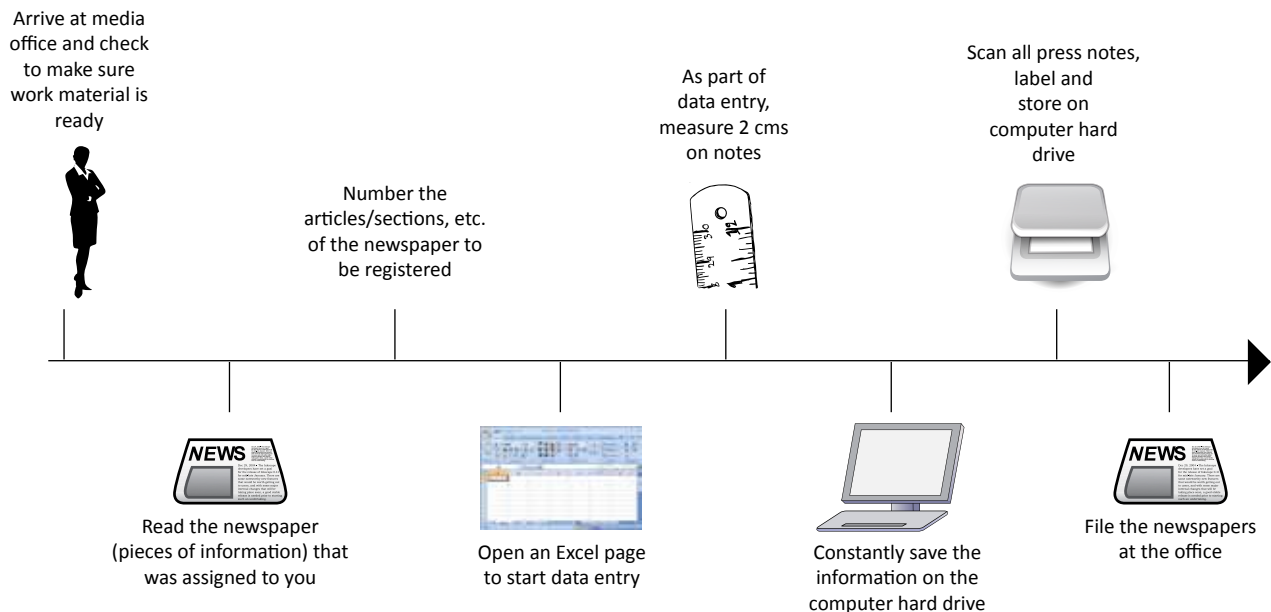 Arrive at media
office and check
to make sure
work material is
ready
NEWS
Read the newspaper
(pieces of information) that
was assigned to you
Number the
articles/sections, etc.
of the newspaper to
be registered
Open an Excel page
to start data entry
As part of
data entry,
measure 2 cms
on notes
Constantly save the
information on the
computer hard drive
Scan all press notes,
label and
store on
computer hard
drive
NEWS
File the newspapers
at the office